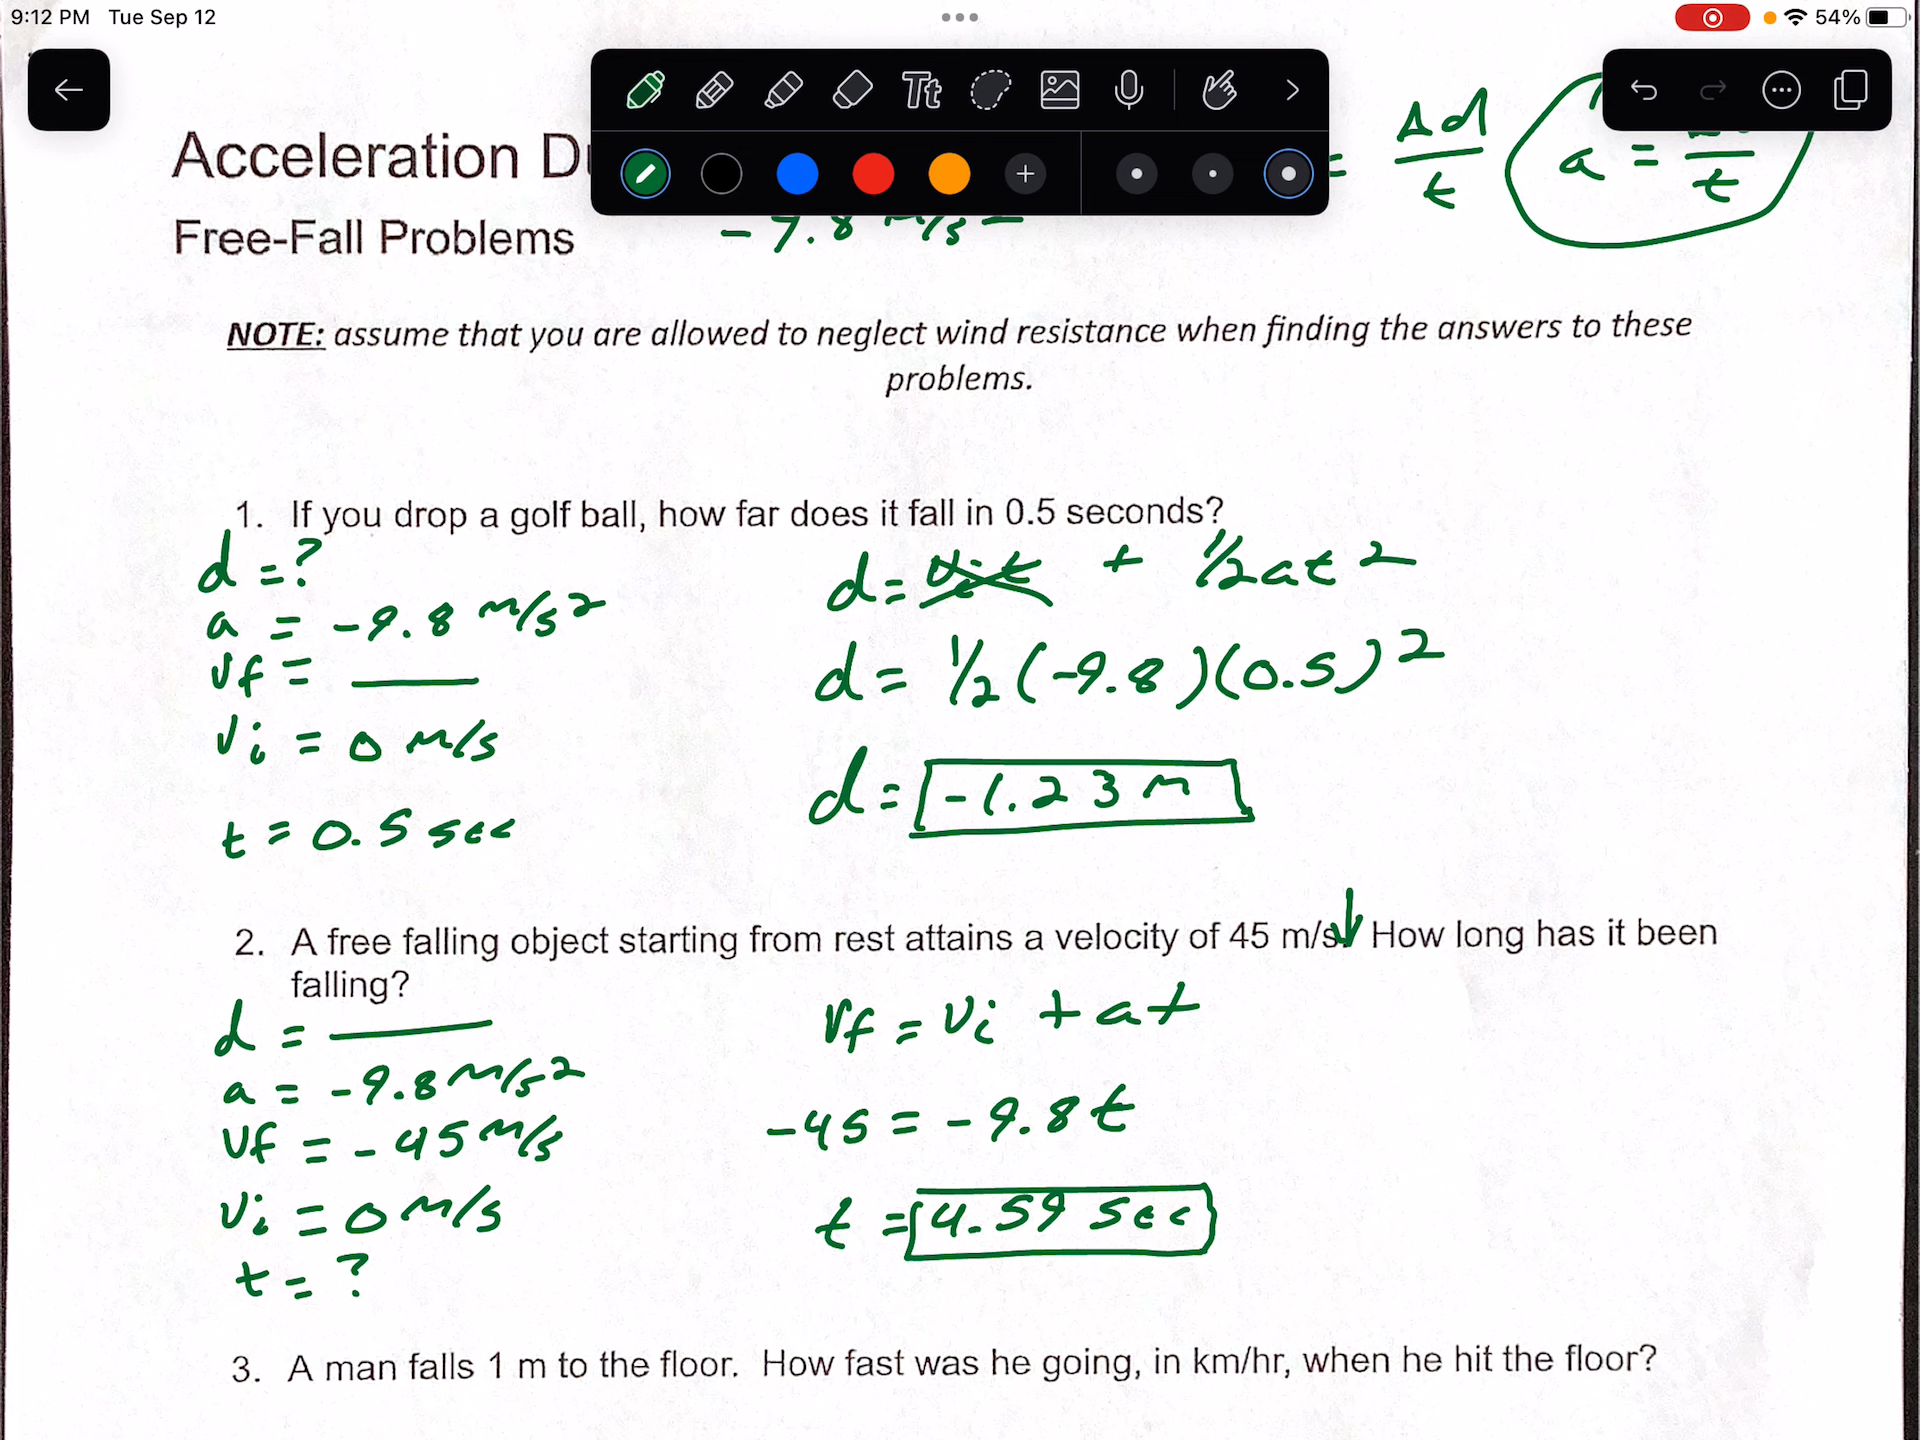 9:12 PM Tue Sep 12
54%
Tt
Acceleration D
= Δd/t
a = /t
Free-Fall Problems
-9.8 m/s²
NOTE: assume that you are allowed to neglect wind resistance when finding the answers to these
problems.
1. If you drop a golf ball, how far does it fall in 0.5 seconds?
d = ?
a = -9.8 m/s²
vf = ___
vi = 0 m/s
t = 0.5 sec
d = vit + 1/2at²
d = 1/2(-9.8)(0.5)²
d = -1.23 m
2. A free falling object starting from rest attains a velocity of 45 m/s. ↓ How long has it been
falling?
d = ___
a = -9.8 m/s²
vf = -45 m/s
vi = 0 m/s
t = ?
vf = vi + at
-45 = -9.8t
t = 4.59 sec
3. A man falls 1 m to the floor. How fast was he going, in km/hr, when he hit the floor?